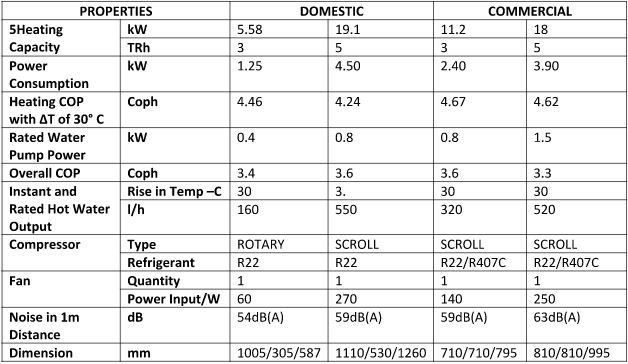 PROPERTIES DOMESTIC COMMERCIAL
5Heating Capacity kW 5.58 19.1 11.2 18
TRh 3 5 3 5
Power Consumption kW 1.25 4.50 2.40 3.90
Heating COP with ΔT of 30° C Coph 4.46 4.24 4.67 4.62
Rated Water Pump Power kW 0.4 0.8 0.8 1.5
Overall COP Coph 3.4 3.6 3.6 3.3
Instant and Rated Hot Water Output Rise in Temp –C 30 3. 30 30
l/h 160 550 320 520
Compressor Type ROTARY SCROLL SCROLL SCROLL
Refrigerant R22 R22 R22/R407C R22/R407C
Fan Quantity 1 1 1 1
Power Input/W 60 270 140 250
Noise in 1m Distance dB 54dB(A) 59dB(A) 59dB(A) 63dB(A)
Dimension mm 1005/305/587 1110/530/1260 710/710/795 810/810/995